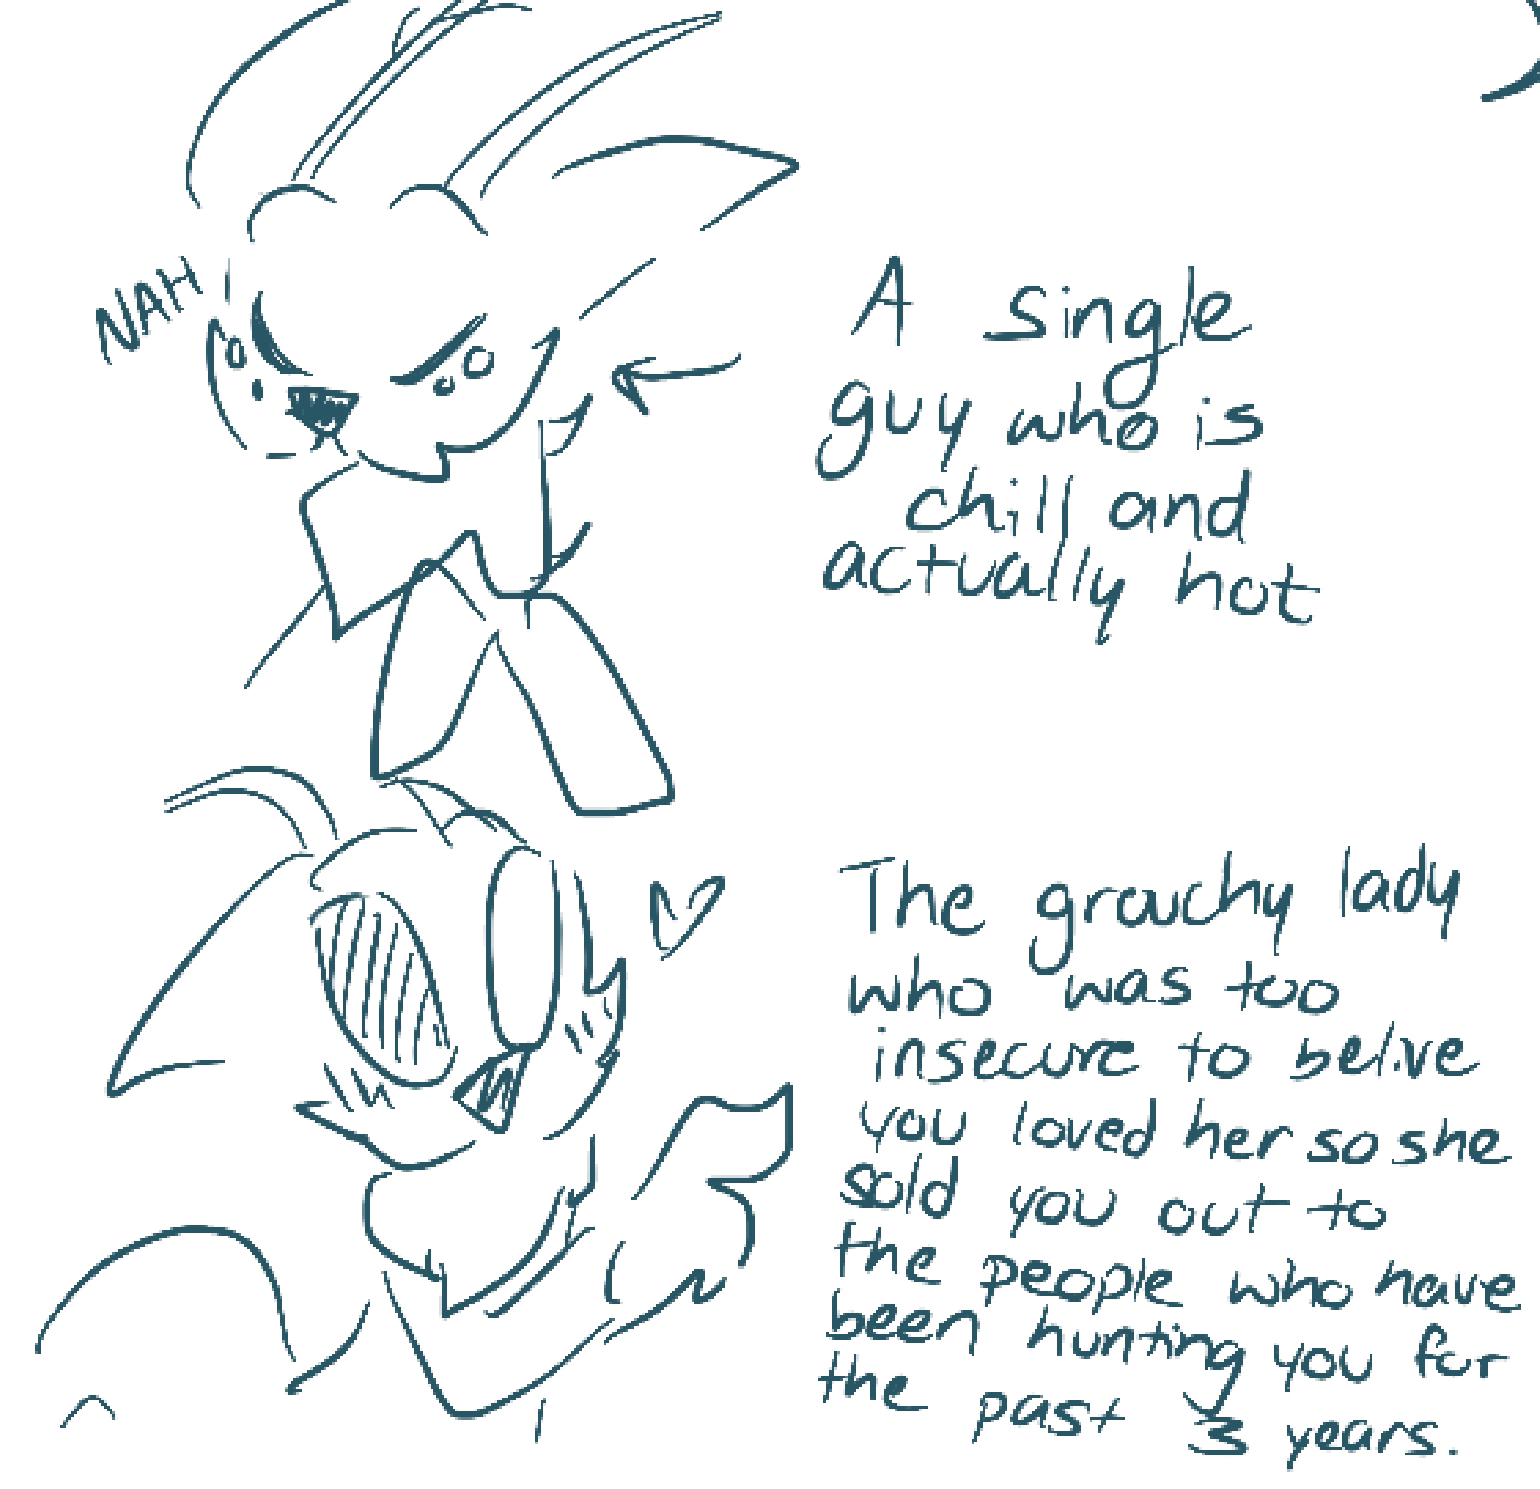 NAH
A single
guy who is
chill and
actually hot
The grouchy lady
who was too
insecure to belive
you loved her so she
sold you out to
the people who have
been hunting you for
the past 3 years.